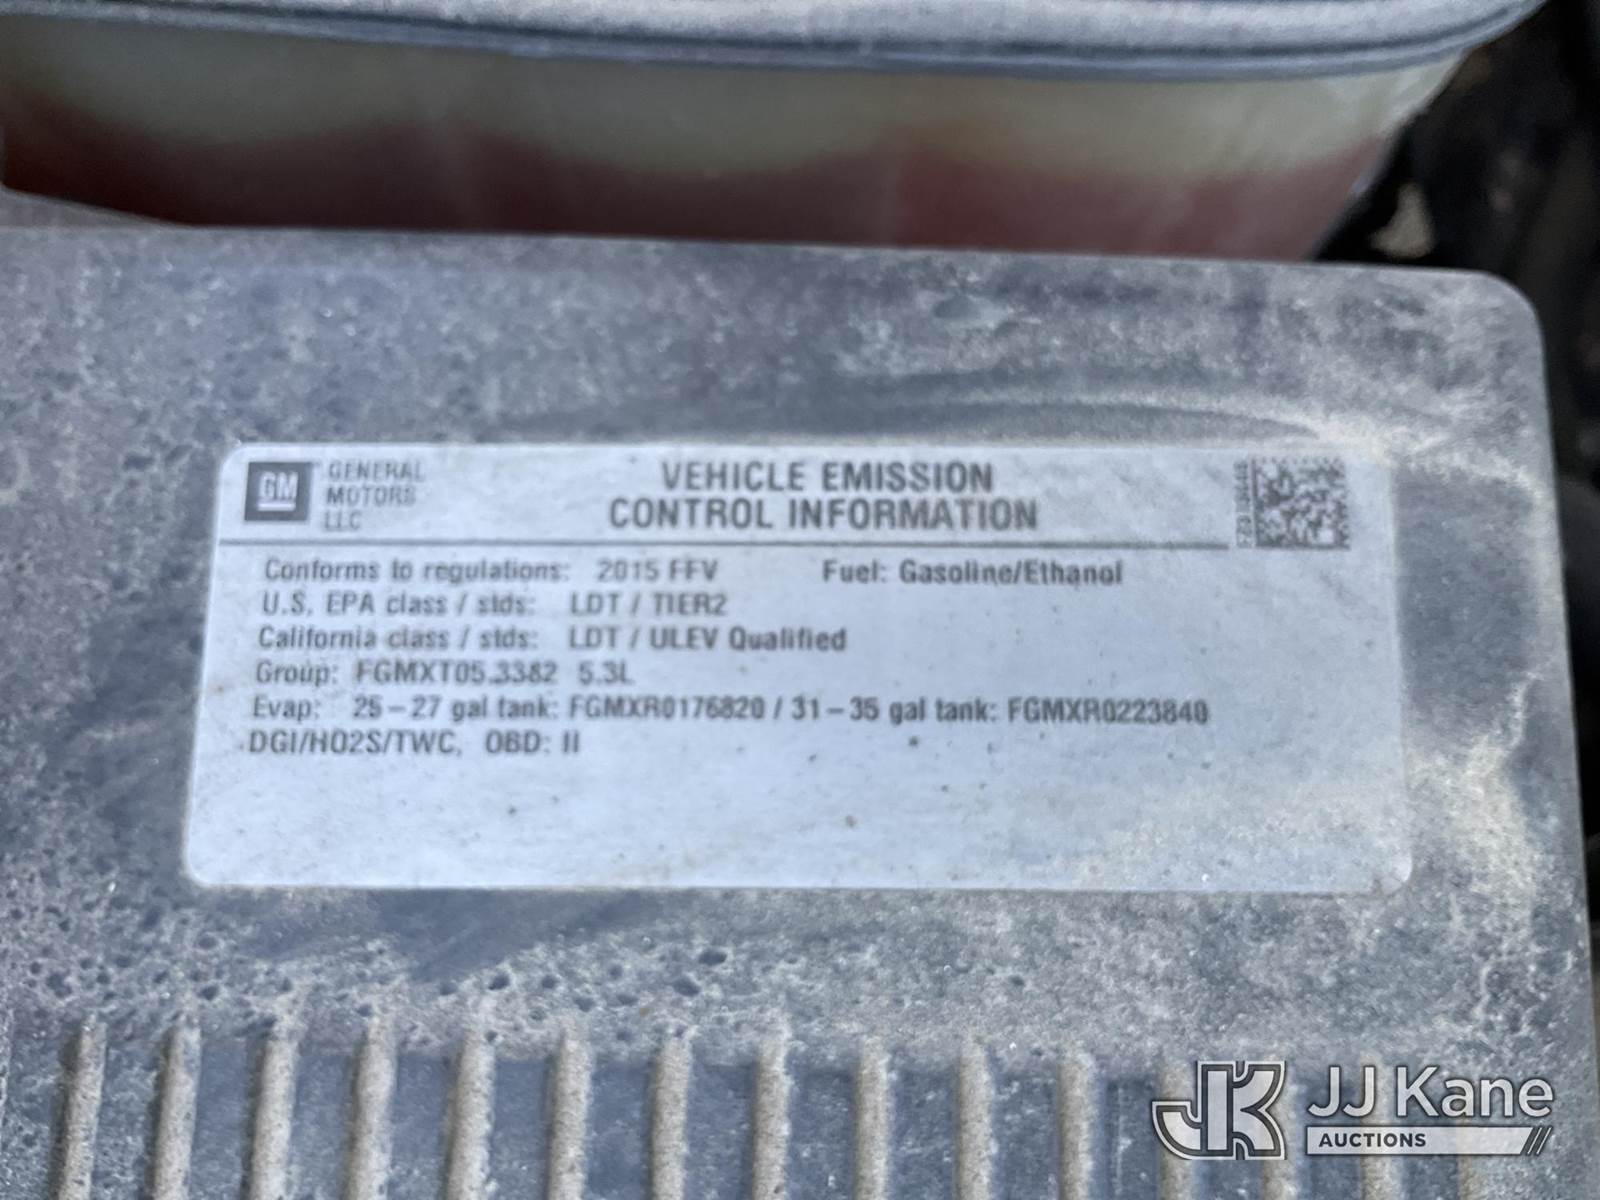 GM GENERAL MOTORS LLC
VEHICLE EMISSION
CONTROL INFORMATION
Conforms to regulations: 2015 FFV Fuel: Gasoline/Ethanol
U.S. EPA class / stds: LDT / TIER2
California class / stds: LDT / ULEV Qualified
Group: FGMXT05.3382 5.3L
Evap: 25 – 27 gal tank: FGMXR0176820 / 31 – 35 gal tank: FGMXR0223840
DGI/HO2S/TWC, OBD: II
JK JJ Kane
AUCTIONS